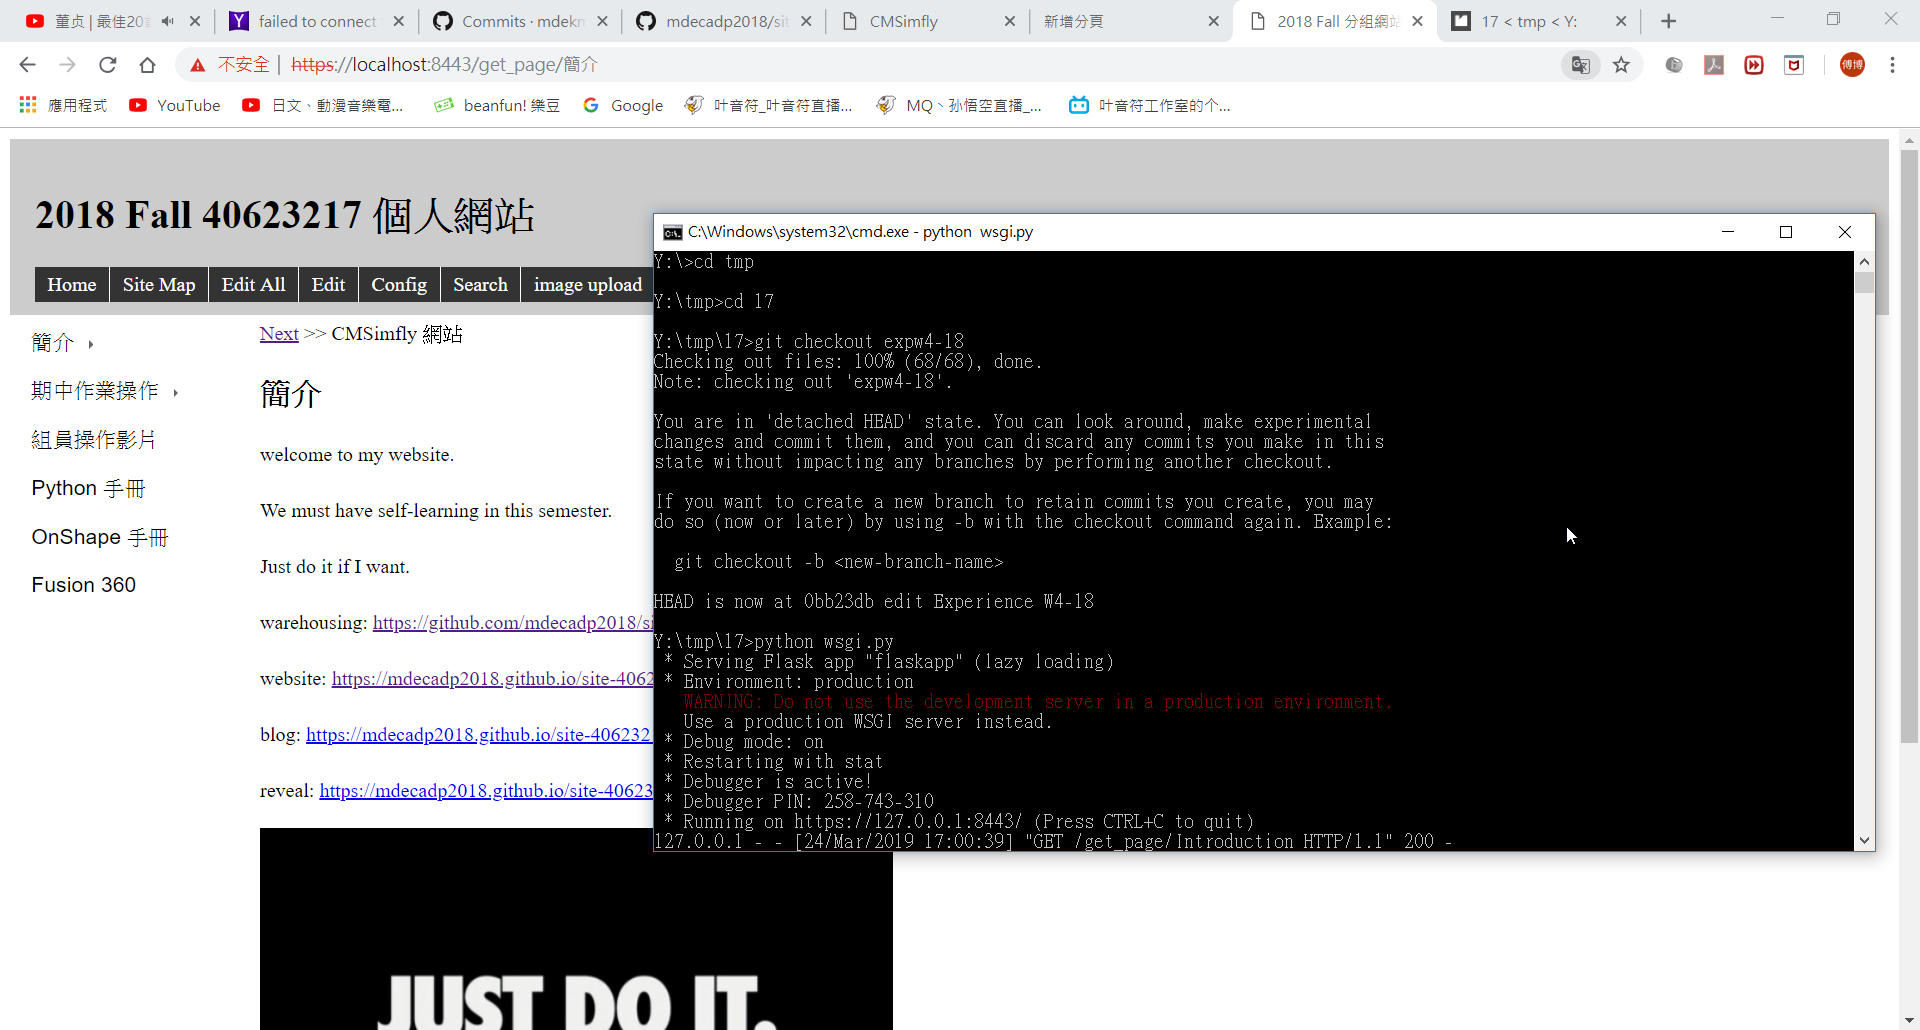 董贞 | 最佳20
failed to connect
Commits · mdekm
mdecadp2018/sit
CMSimfly
新增分頁
2018 Fall 分組網站
17 < tmp < Y:
不安全 | https://localhost:8443/get_page/簡介
傅博
應用程式
YouTube
日文、動漫音樂電...
beanfun! 樂豆
Google
叶音符_叶音符直播...
MQ丶孙悟空直播_...
叶音符工作室的个...
2018 Fall 40623217 個人網站
Home
Site Map
Edit All
Edit
Config
Search
image upload
簡介
期中作業操作
組員操作影片
Python 手冊
OnShape 手冊
Fusion 360
Next >> CMSimfly 網站
簡介
welcome to my website.
We must have self-learning in this semester.
Just do it if I want.
warehousing: https://github.com/mdecadp2018/si
website: https://mdecadp2018.github.io/site-4062
blog: https://mdecadp2018.github.io/site-406232
reveal: https://mdecadp2018.github.io/site-40623
JUST DO IT.
C:\Windows\system32\cmd.exe - python  wsgi.py
Y:\>cd tmp
Y:\tmp>cd 17
Y:\tmp\17>git checkout expw4-18
Checking out files: 100% (68/68), done.
Note: checking out 'expw4-18'.
You are in 'detached HEAD' state. You can look around, make experimental
changes and commit them, and you can discard any commits you make in this
state without impacting any branches by performing another checkout.
If you want to create a new branch to retain commits you create, you may
do so (now or later) by using -b with the checkout command again. Example:
git checkout -b <new-branch-name>
HEAD is now at 0bb23db edit Experience W4-18
Y:\tmp\17>python wsgi.py
* Serving Flask app "flaskapp" (lazy loading)
* Environment: production
WARNING: Do not use the development server in a production environment.
Use a production WSGI server instead.
* Debug mode: on
* Restarting with stat
* Debugger is active!
* Debugger PIN: 258-743-310
* Running on https://127.0.0.1:8443/ (Press CTRL+C to quit)
127.0.0.1 - - [24/Mar/2019 17:00:39] "GET /get_page/Introduction HTTP/1.1" 200 -